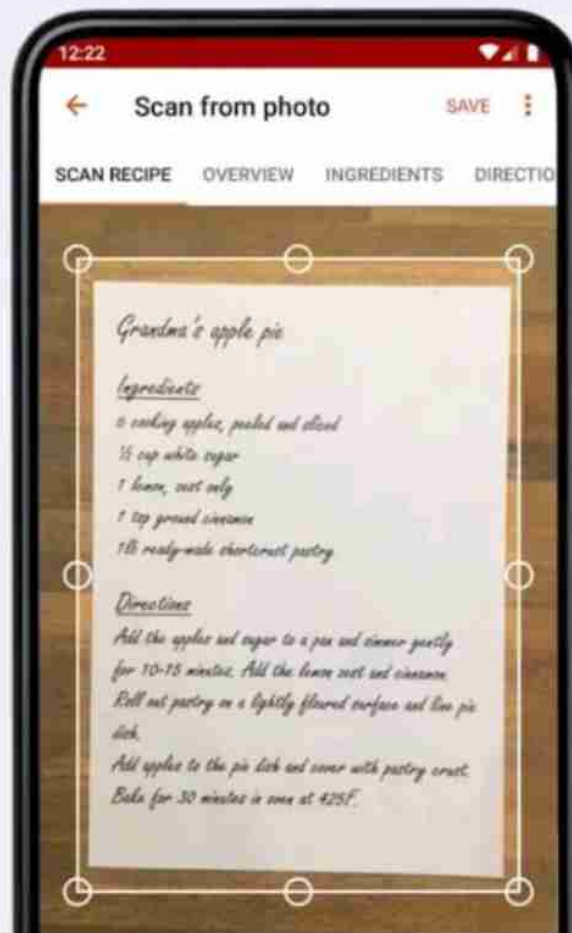 12:22
Scan from photo SAVE
SCAN RECIPE OVERVIEW INGREDIENTS DIRECTIO
Grandma's apple pie
Ingredients
cooking apples, peeled and sliced
½ cup white sugar
1 lemon, zest only
1 tsp ground cinnamon
1lb ready-made shortcrust pastry
Directions
Add the apples and sugar to a pan and simmer gently
for 10-15 minutes. Add the lemon zest and cinnamon.
Roll out pastry on a lightly floured surface and line pie
dish.
Add apples to the pie dish and cover with pastry crust.
Bake for 30 minutes in oven at 425F.